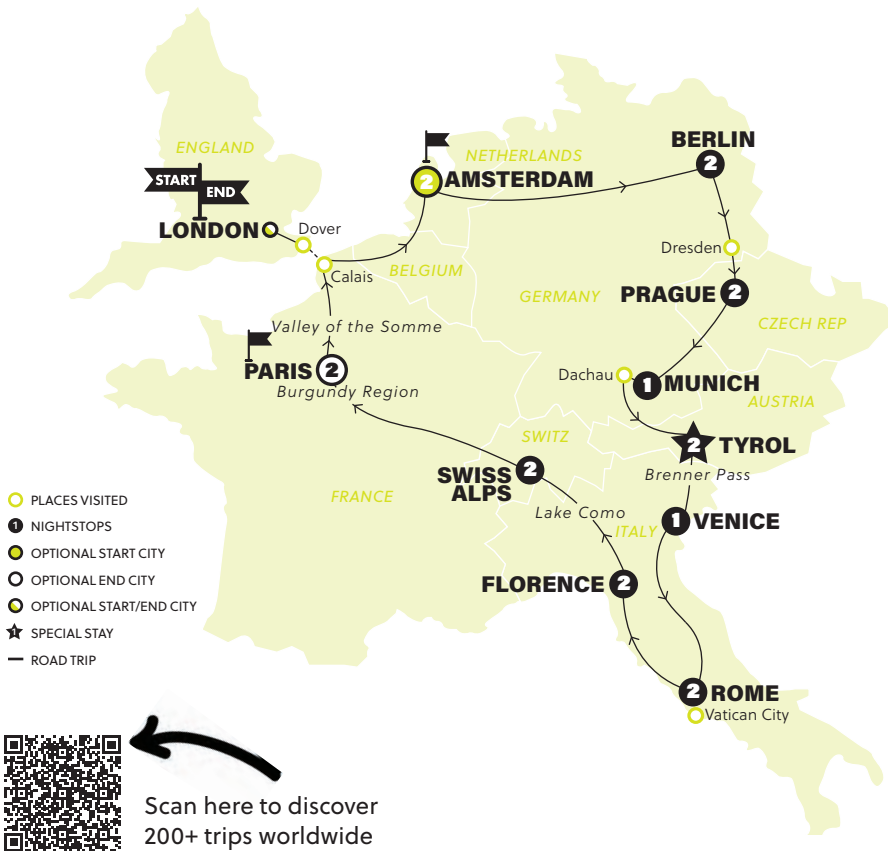 ENGLAND
START
END
LONDON
Dover
Calais
NETHERLANDS
2
AMSTERDAM
BELGIUM
BERLIN
2
Dresden
GERMANY
PRAGUE
2
CZECH REP
Valley of the Somme
PARIS
2
Burgundy Region
Dachau
1
MUNICH
AUSTRIA
2
TYROL
Brenner Pass
SWITZ
SWISS
ALPS
2
FRANCE
Lake Como
ITALY
1
VENICE
FLORENCE
2
2
ROME
Vatican City
PLACES VISITED
1
NIGHTSTOPS
OPTIONAL START CITY
OPTIONAL END CITY
OPTIONAL START/END CITY
1
SPECIAL STAY
ROAD TRIP
Scan here to discover
200+ trips worldwide